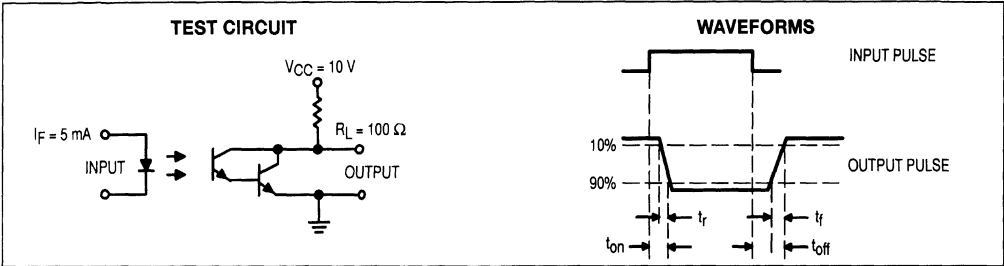 TEST CIRCUIT
VCC = 10 V
RL = 100 Ω
IF = 5 mA
INPUT
OUTPUT
WAVEFORMS
INPUT PULSE
10%
OUTPUT PULSE
90%
tr
tf
ton
toff